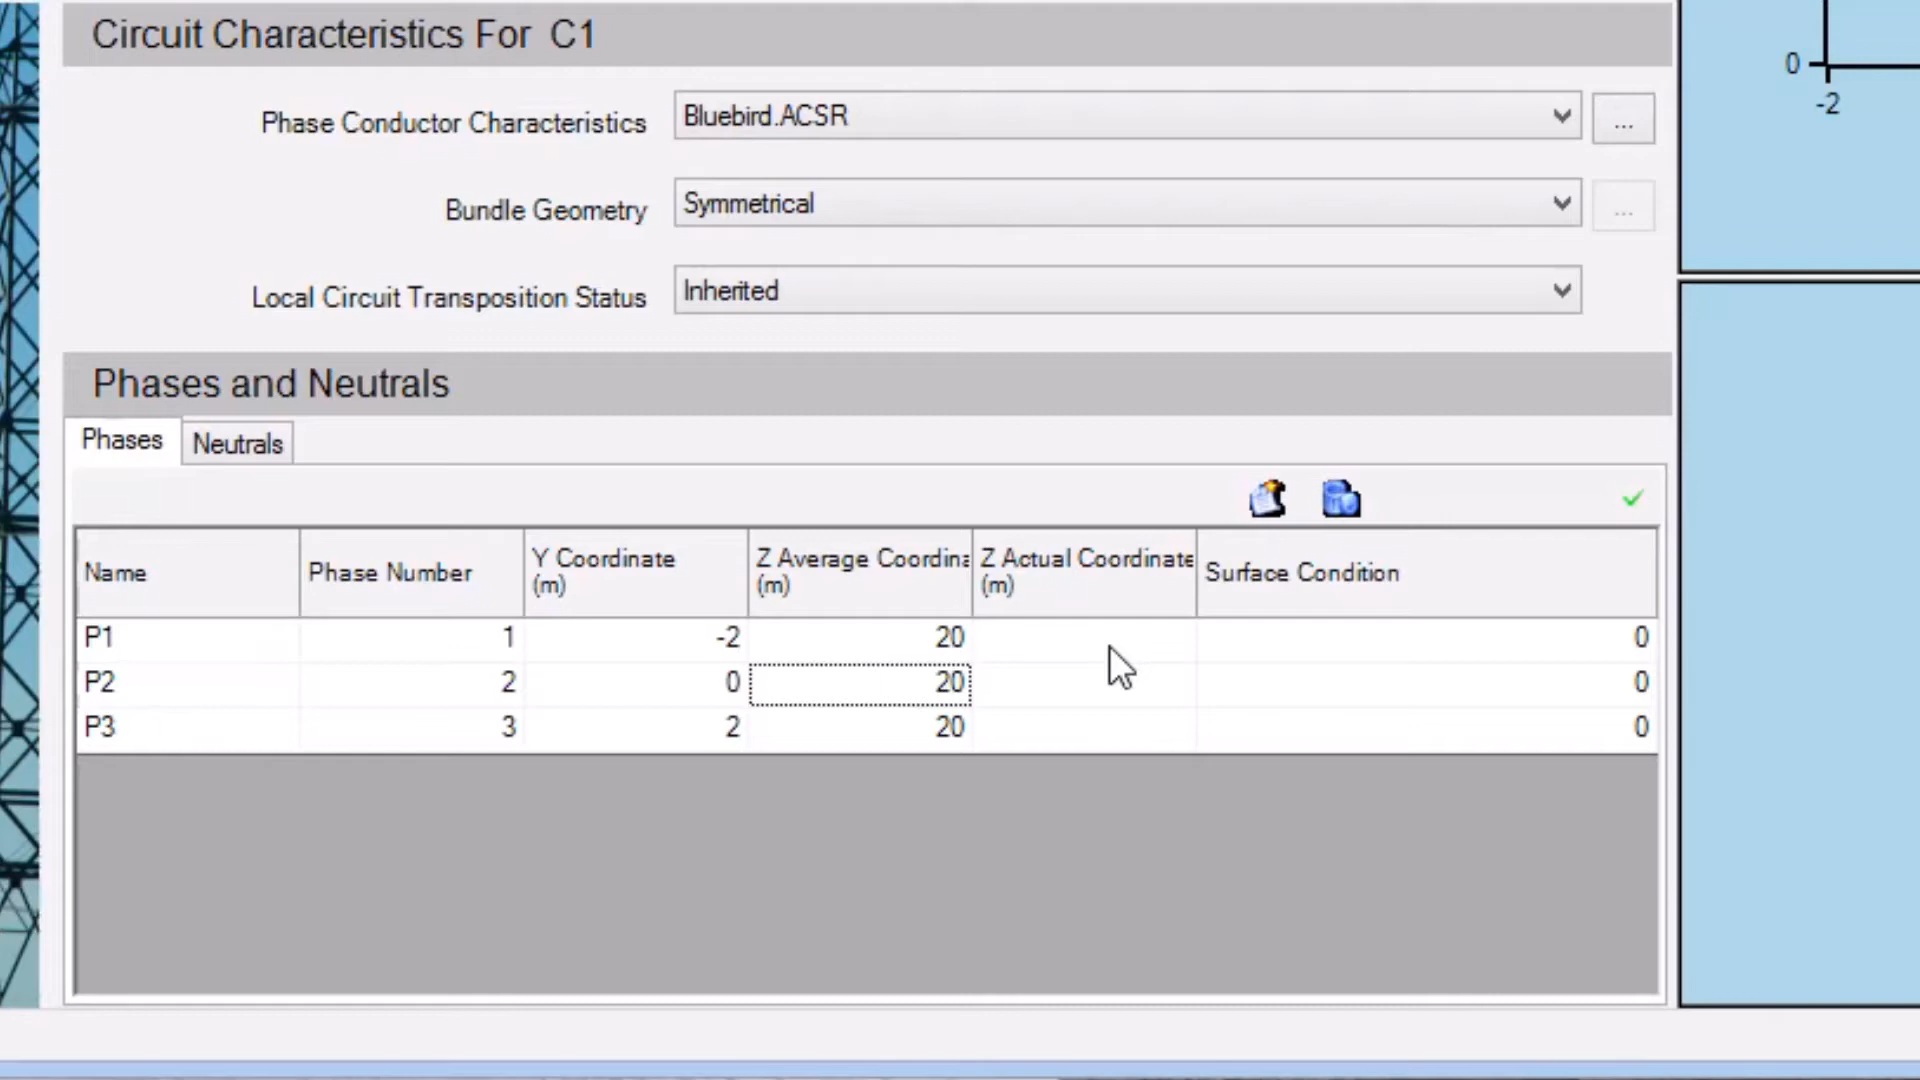 Circuit Characteristics For C1
0
-2
Phase Conductor Characteristics
Bluebird.ACSR
...
Bundle Geometry
Symmetrical
...
Local Circuit Transposition Status
Inherited
Phases and Neutrals
Phases
Neutrals
Name
Phase Number
Y Coordinate
(m)
Z Average Coordina
(m)
Z Actual Coordinate
(m)
Surface Condition
P1 1 -2 20 0
P2 2 0 20 0
P3 3 2 20 0